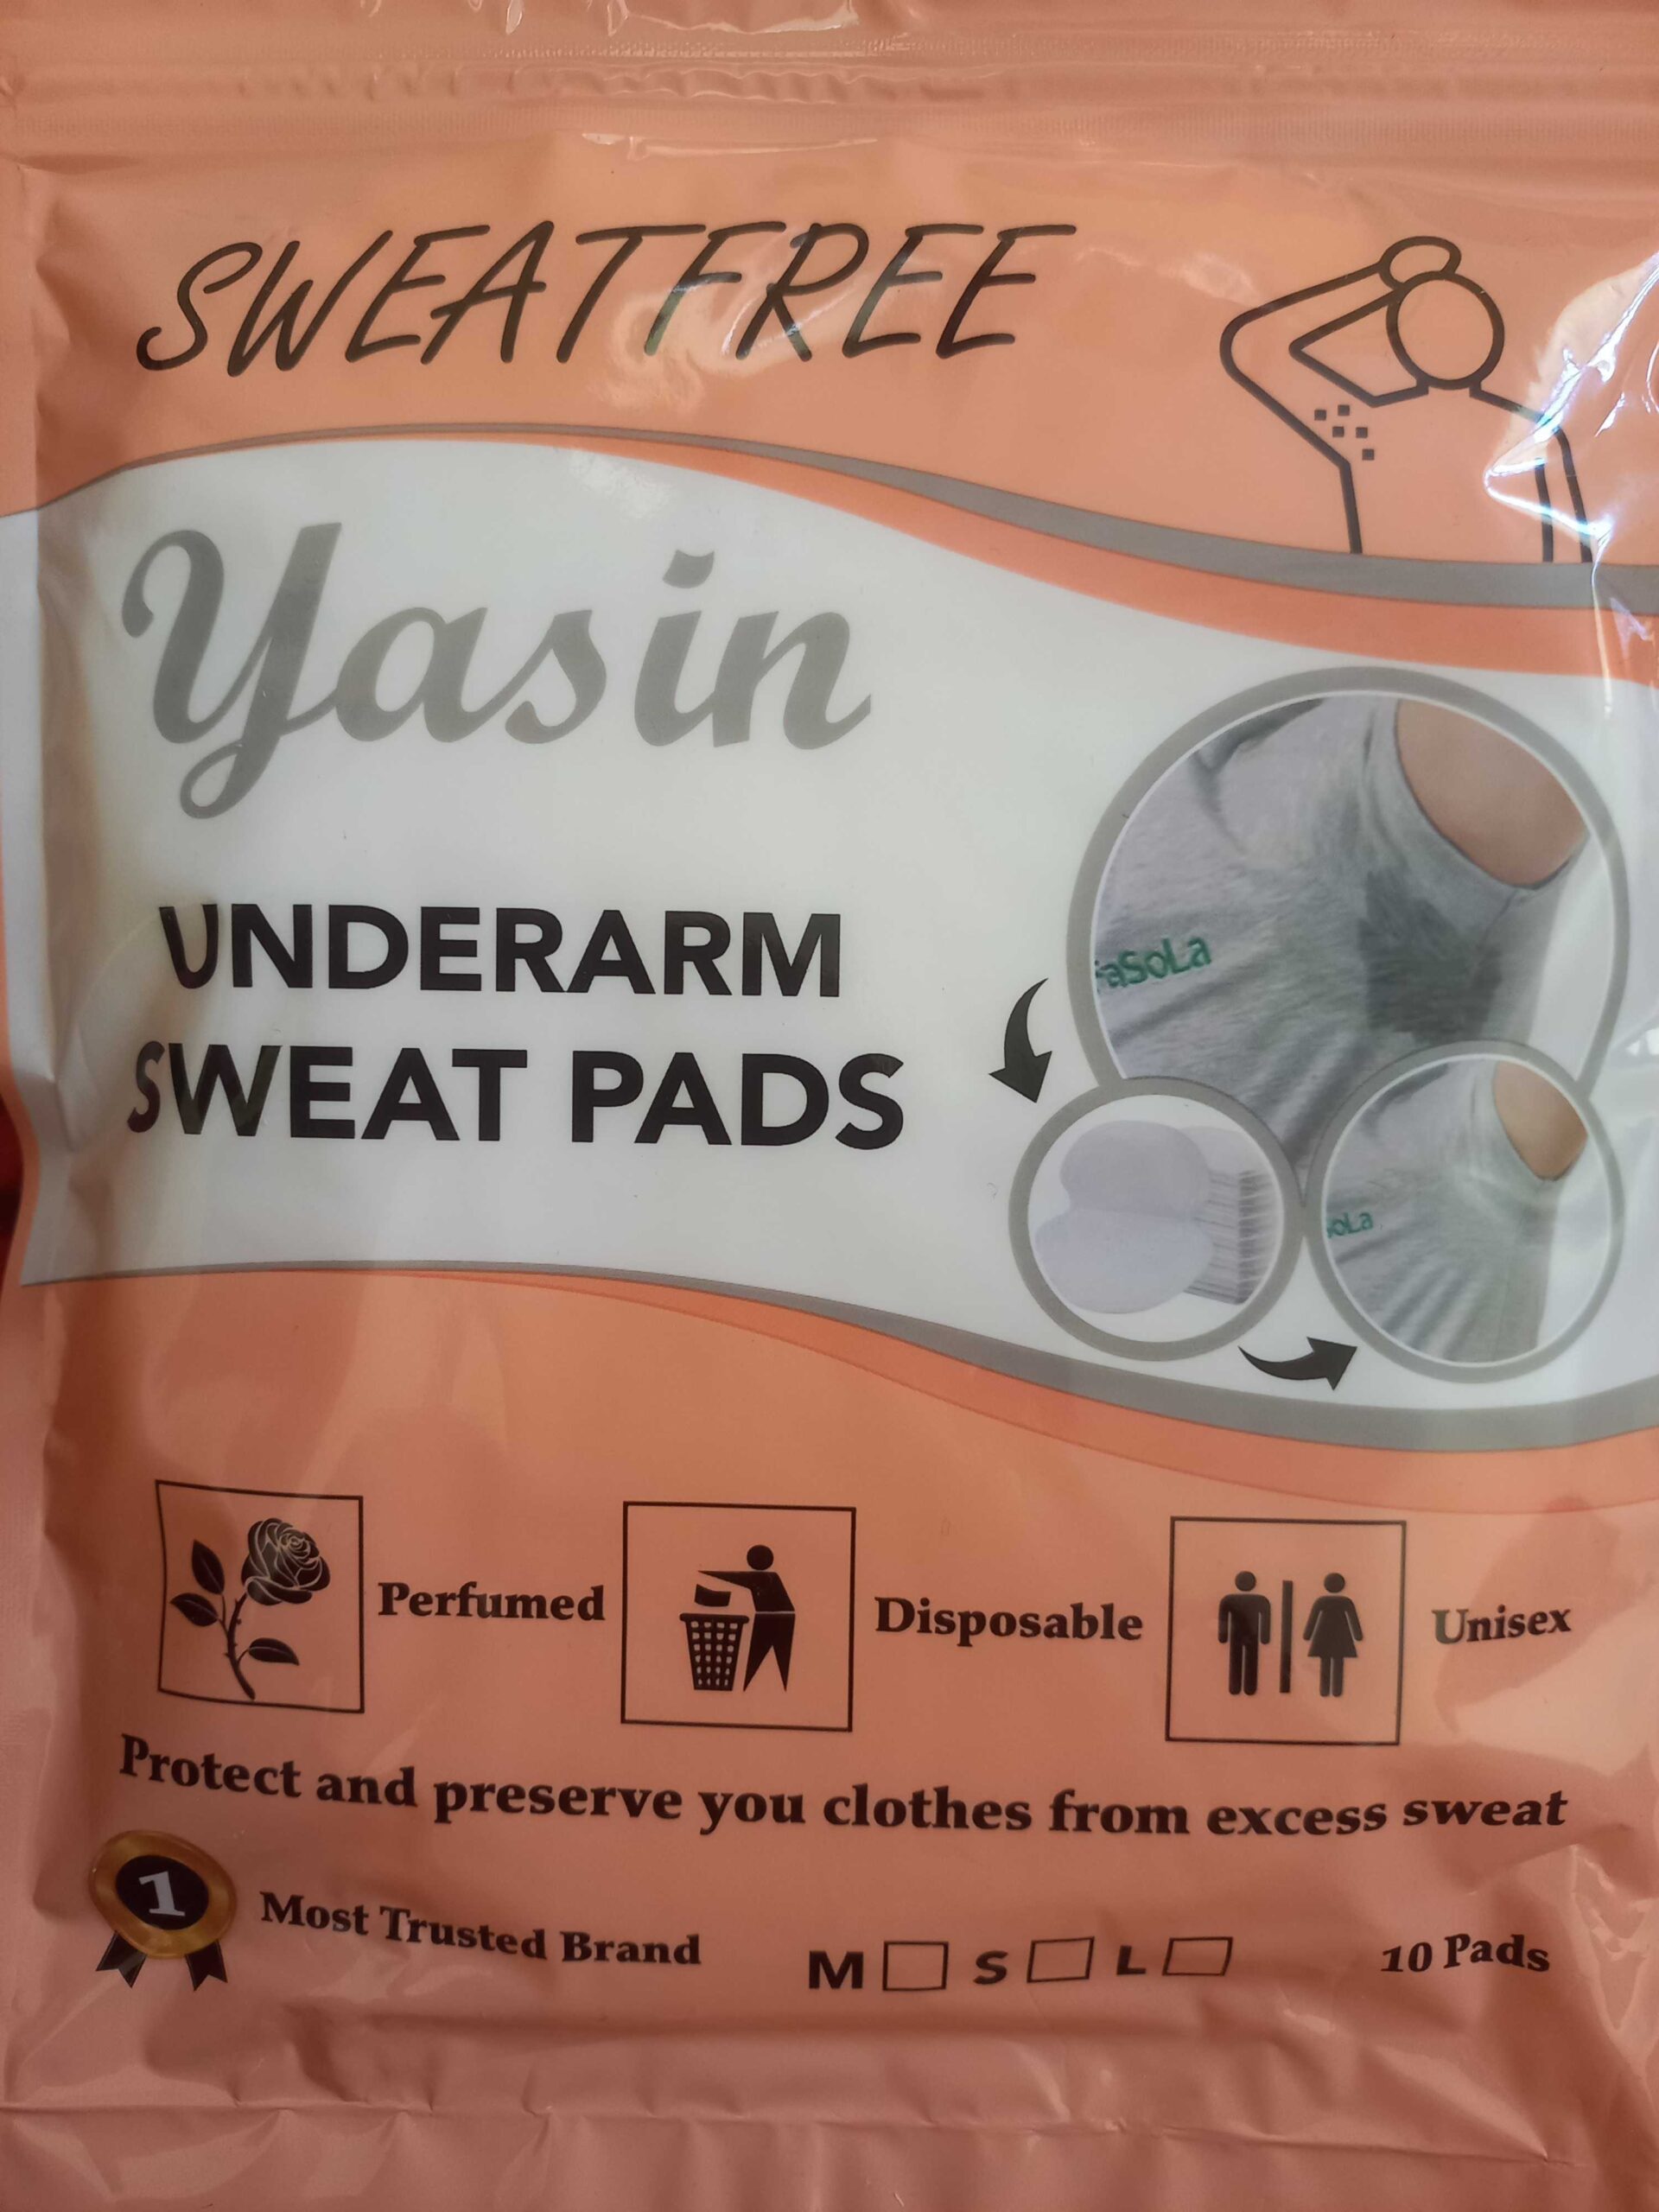 SWEATFREE
Yasin
UNDERARM
SWEAT PADS
aSoLa
oLa
Perfumed
Disposable
Unisex
Protect and preserve you clothes from excess sweat
1
Most Trusted Brand
M S L
10 Pads